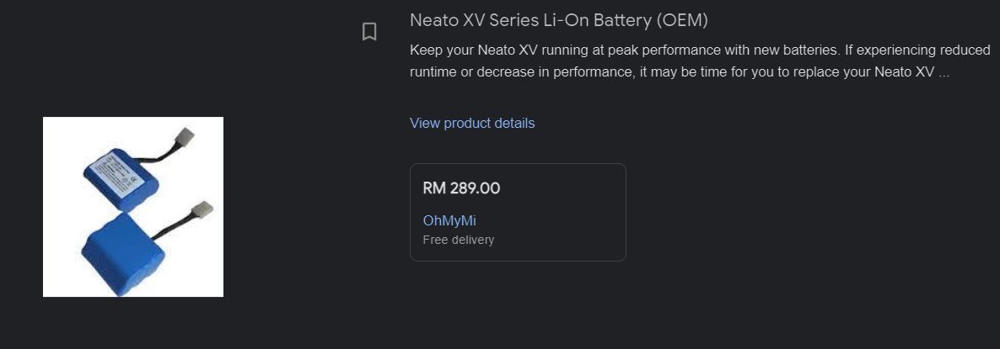 Neato XV Series Li-On Battery (OEM)
Keep your Neato XV running at peak performance with new batteries. If experiencing reduced
runtime or decrease in performance, it may be time for you to replace your Neato XV ...
View product details
RM 289.00
OhMyMi
Free delivery